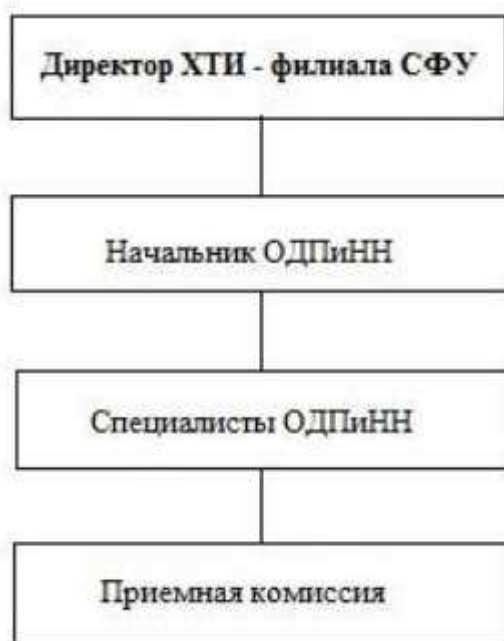 Директор ХТИ - филиала СФУ
Начальник ОДПиНН
Специалисты ОДПиНН
Приемная комиссия